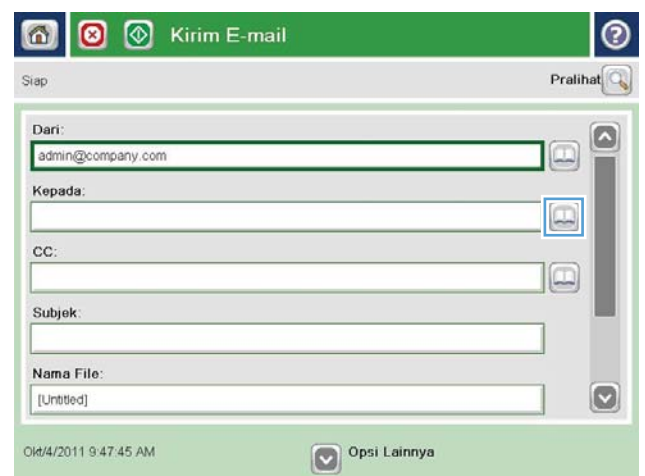 Kirim E-mail
Siap
Pralihat
Dari:
admin@company.com
Kepada:
CC:
Subjek:
Nama File:
[Untitled]
Okt/4/2011 9:47:45 AM
Opsi Lainnya